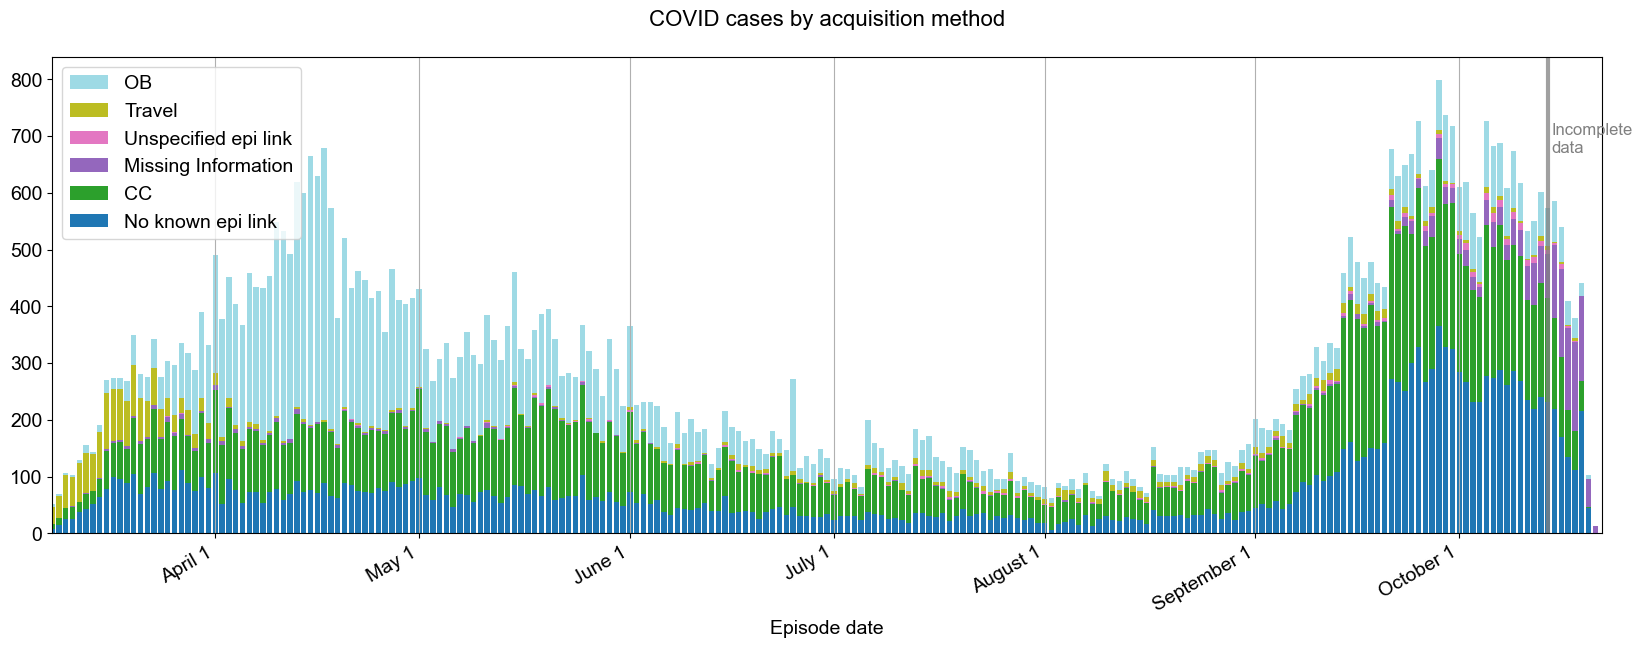 COVID cases by acquisition method
800
700
600
500
400
300
200
100
0
OB
Travel
Unspecified epi link
Missing Information
CC
No known epi link
Incomplete
data
April 1
May 1
June 1
July 1
August 1
September 1
October 1
Episode date